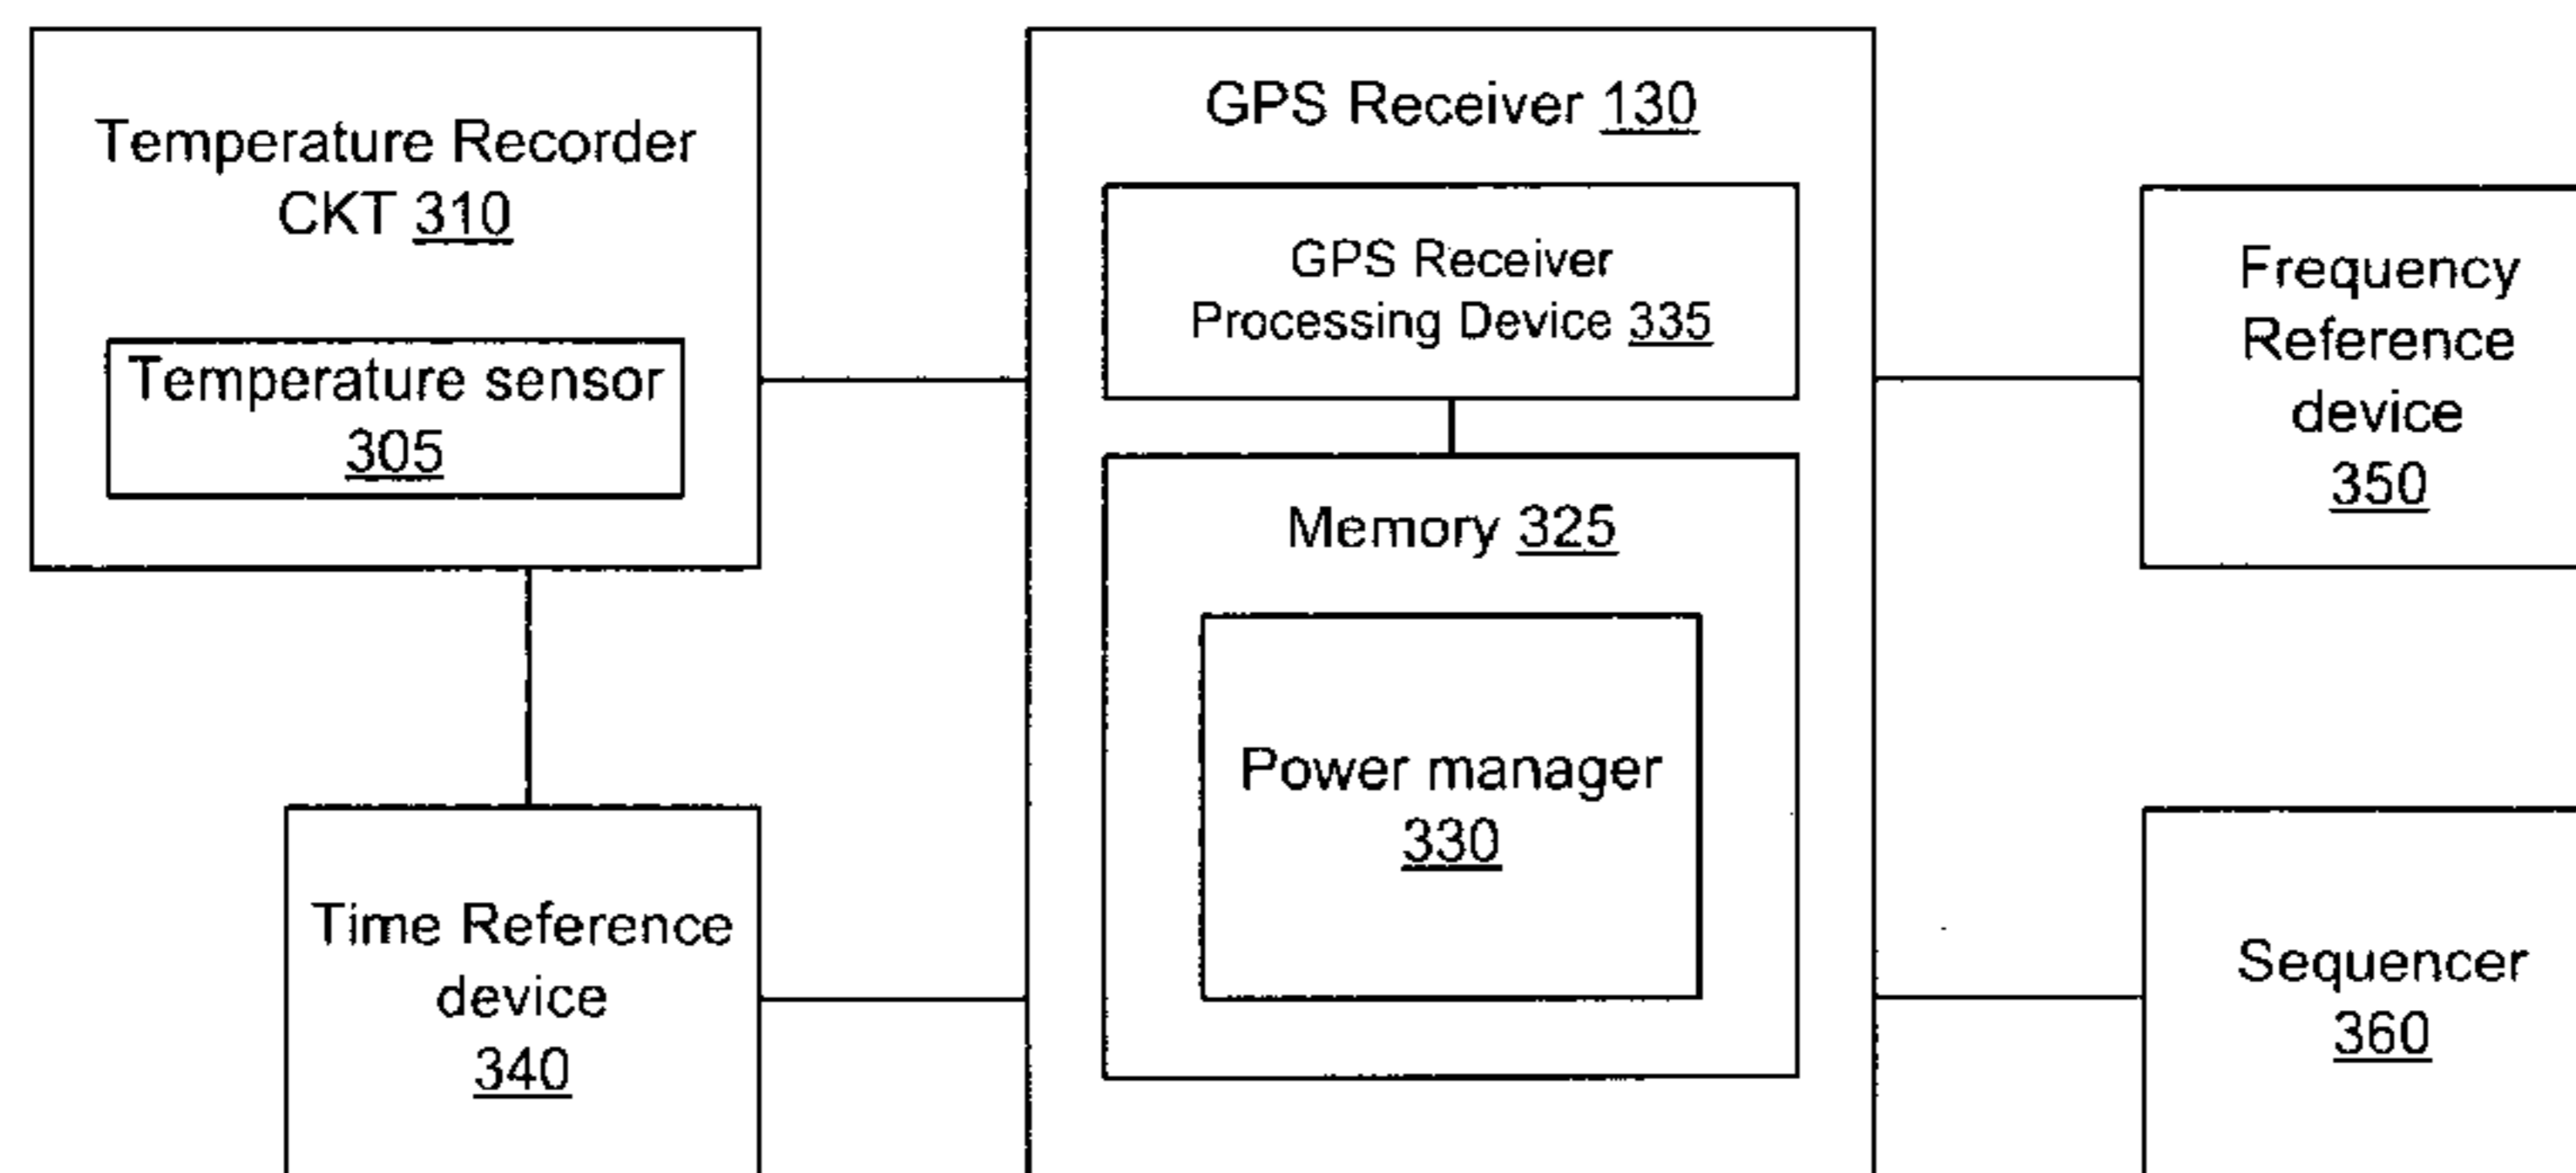 Temperature Recorder
CKT 310
Temperature sensor
305
Time Reference
device
340
GPS Receiver 130
GPS Receiver
Processing Device 335
Memory 325
Power manager
330
Frequency
Reference
device
350
Sequencer
360